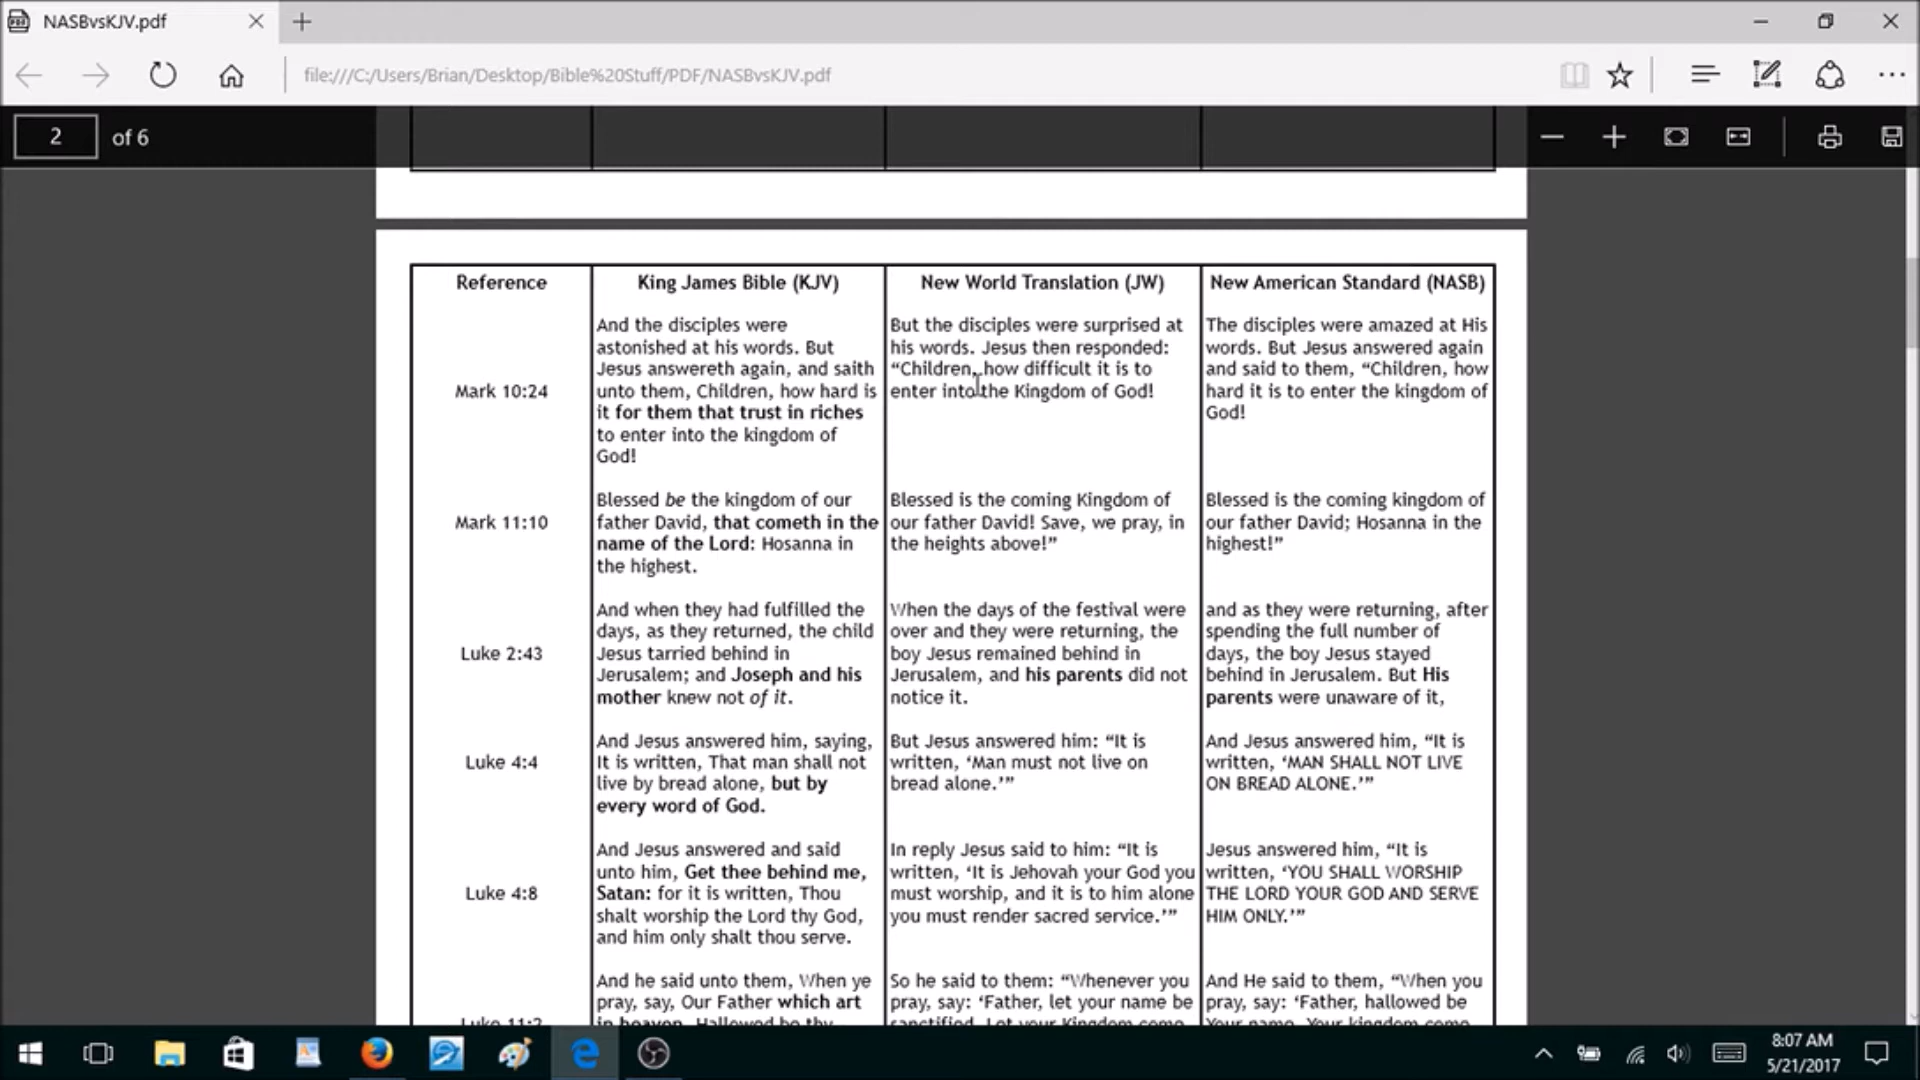 NASBvsKJV.pdf
file:///C:/Users/Brian/Desktop/Bible%20Stuff/PDF/NASBvsKJV.pdf
2 of 6
Reference
King James Bible (KJV)
New World Translation (JW)
New American Standard (NASB)
Mark 10:24
And the disciples were
astonished at his words. But
Jesus answereth again, and saith
unto them, Children, how hard is
it for them that trust in riches
to enter into the kingdom of
God!
But the disciples were surprised at
his words. Jesus then responded:
“Children, how difficult it is to
enter into the Kingdom of God!
The disciples were amazed at His
words. But Jesus answered again
and said to them, “Children, how
hard it is to enter the kingdom of
God!
Mark 11:10
Blessed be the kingdom of our
father David, that cometh in the
name of the Lord: Hosanna in
the highest.
Blessed is the coming Kingdom of
our father David! Save, we pray, in
the heights above!”
Blessed is the coming kingdom of
our father David; Hosanna in the
highest!”
Luke 2:43
And when they had fulfilled the
days, as they returned, the child
Jesus tarried behind in
Jerusalem; and Joseph and his
mother knew not of it.
When the days of the festival were
over and they were returning, the
boy Jesus remained behind in
Jerusalem, and his parents did not
notice it.
and as they were returning, after
spending the full number of
days, the boy Jesus stayed
behind in Jerusalem. But His
parents were unaware of it,
Luke 4:4
And Jesus answered him, saying,
It is written, That man shall not
live by bread alone, but by
every word of God.
But Jesus answered him: “It is
written, ‘Man must not live on
bread alone.’”
And Jesus answered him, “It is
written, ‘MAN SHALL NOT LIVE
ON BREAD ALONE.’”
Luke 4:8
And Jesus answered and said
unto him, Get thee behind me,
Satan: for it is written, Thou
shalt worship the Lord thy God,
and him only shalt thou serve.
In reply Jesus said to him: “It is
written, ‘It is Jehovah your God you
must worship, and it is to him alone
you must render sacred service.’”
Jesus answered him, “It is
written, ‘YOU SHALL WORSHIP
THE LORD YOUR GOD AND SERVE
HIM ONLY.’”
Luke 11:2
And he said unto them, When ye
pray, say, Our Father which art
in heaven, Hallowed be thy
So he said to them: “Whenever you
pray, say: ‘Father, let your name be
sanctified. Let your Kingdom come
And He said to them, “When you
pray, say: ‘Father, hallowed be
Your name. Your kingdom come
8:07 AM
5/21/2017